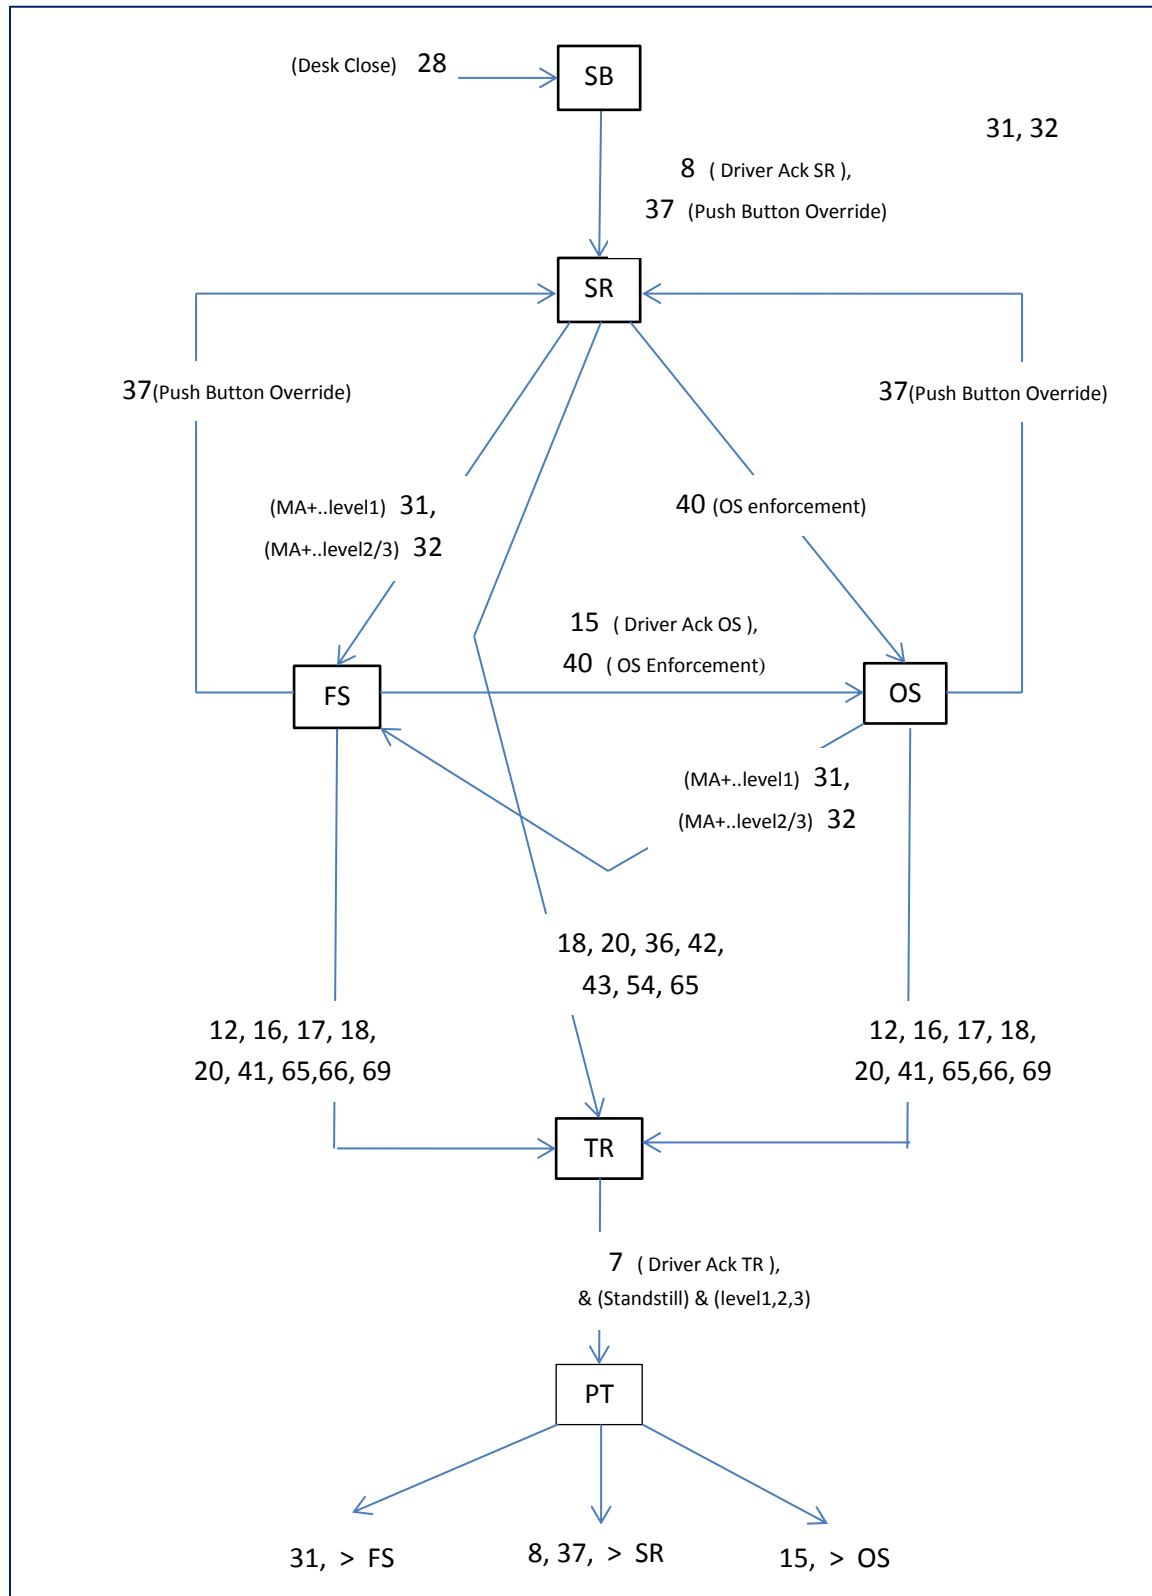 (Desk Close) 28
SB
31, 32
8 ( Driver Ack SR ),
37 (Push Button Override)
SR
37(Push Button Override)
37(Push Button Override)
(MA+..level1) 31,
(MA+..level2/3) 32
40 (OS enforcement)
15 ( Driver Ack OS ),
40 ( OS Enforcement)
FS
OS
(MA+..level1) 31,
(MA+..level2/3) 32
18, 20, 36, 42,
43, 54, 65
12, 16, 17, 18,
20, 41, 65,66, 69
12, 16, 17, 18,
20, 41, 65,66, 69
TR
7 ( Driver Ack TR ),
& (Standstill) & (level1,2,3)
PT
31, > FS
8, 37, > SR
15, > OS